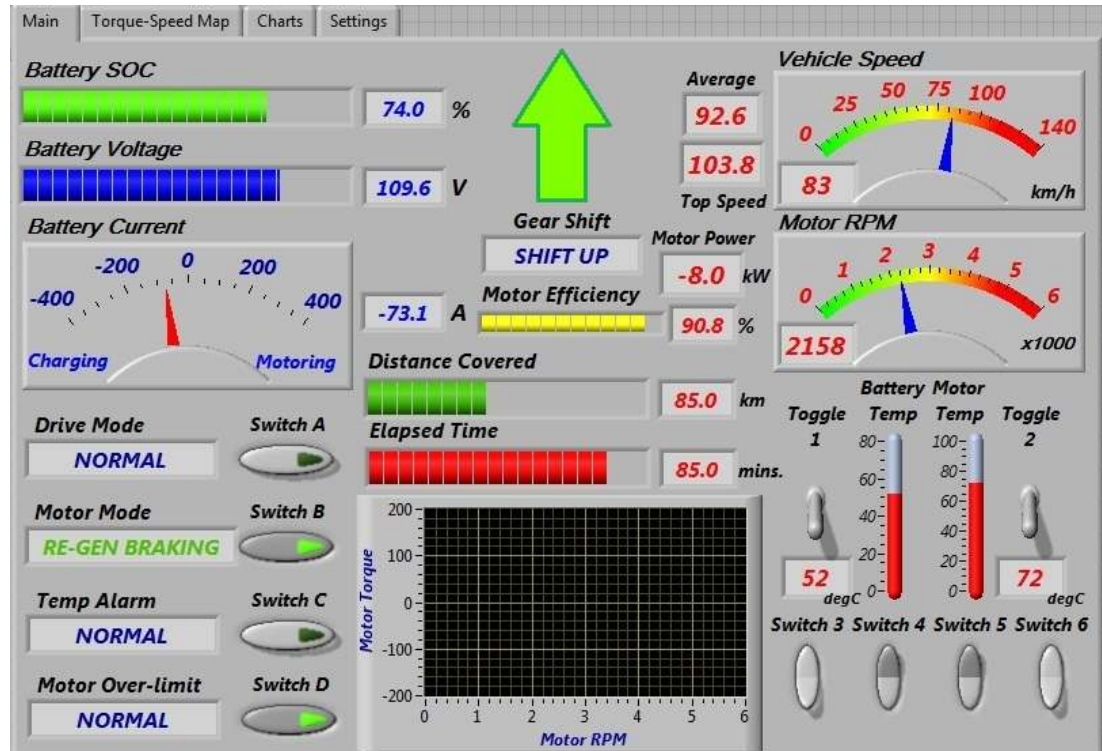 Main Torque-Speed Map Charts Settings
Battery SOC
74.0 %
Battery Voltage
109.6 V
Battery Current
-400 -200 0 200 400
Charging Motoring
-73.1 A
Gear Shift
SHIFT UP
Average
92.6
103.8
Top Speed
Motor Power
-8.0 kW
Motor Efficiency
90.8 %
Distance Covered
85.0 km
Elapsed Time
85.0 mins.
Vehicle Speed
0 25 50 75 100 140
83
km/h
Motor RPM
0 1 2 3 4 5 6
2158
x1000
Drive Mode
NORMAL
Switch A
Motor Mode
RE-GEN BRAKING
Switch B
Temp Alarm
NORMAL
Switch C
Motor Over-limit
NORMAL
Switch D
Motor Torque
200
100
0
-100
-200
0 1 2 3 4 5 6
Motor RPM
Toggle
1
Battery
Temp
80
60
40
20
0
52
degC
Motor
Temp
100
80
60
40
20
0
Toggle
2
72
degC
Switch 3 Switch 4 Switch 5 Switch 6